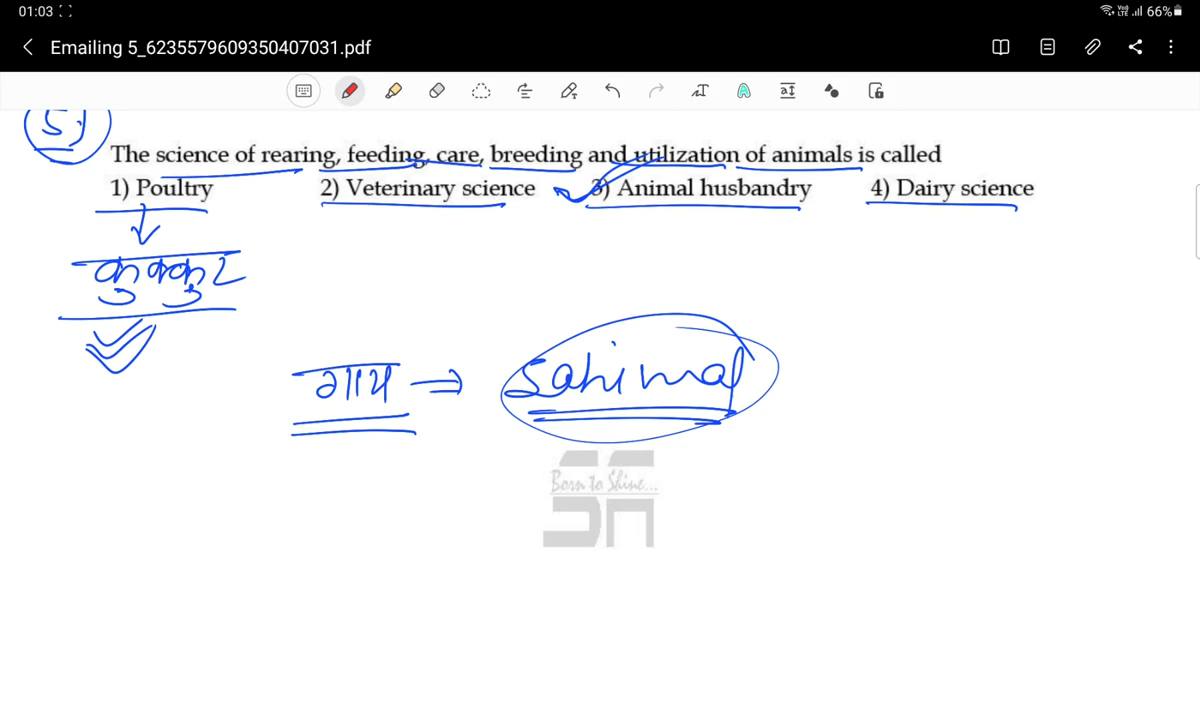 01:03 66%
Emailing 5_6235579609350407031.pdf
5)
The science of rearing, feeding, care, breeding and utilization of animals is called
1) Poultry 2) Veterinary science 3) Animal husbandry 4) Dairy science
कुक्कुट
गाय → Sahimal
Born to Shine...